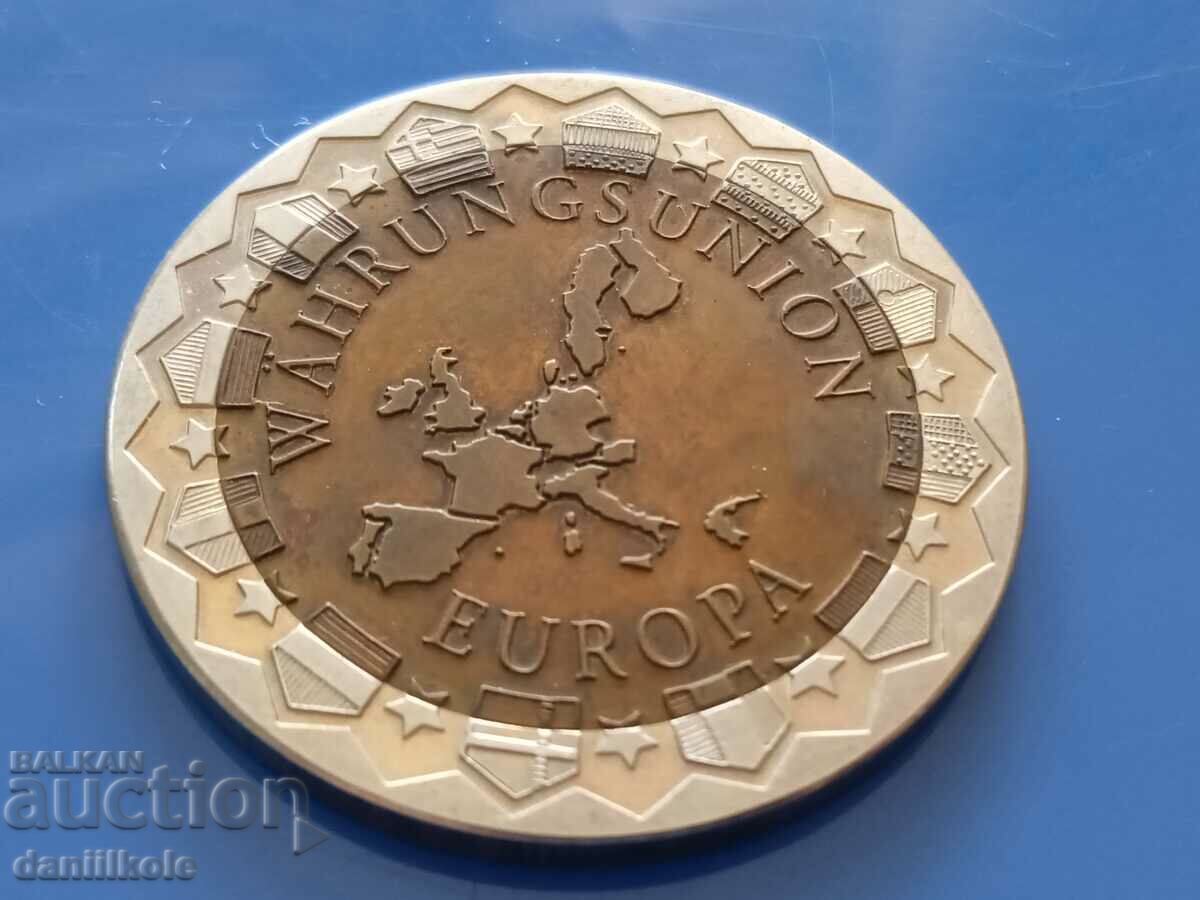 WÄHRUNGSUNION
EUROPA
BALKAN
auction
daniilkole